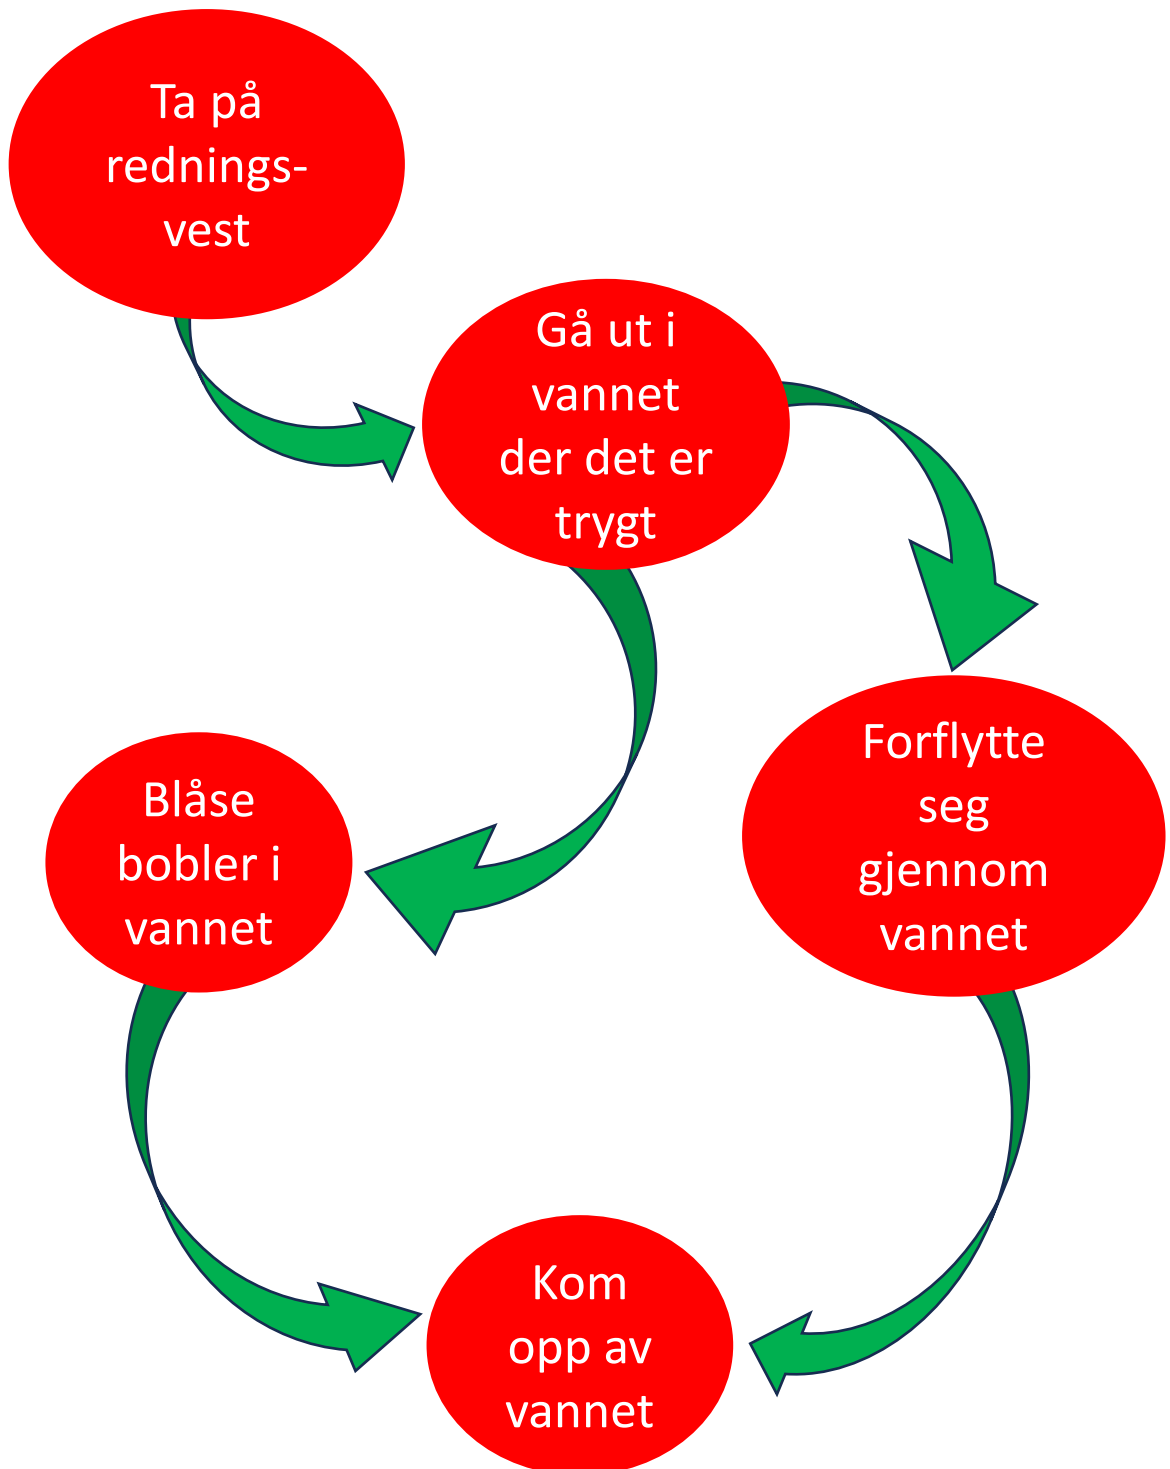 Ta på
rednings-
vest
Gå ut i
vannet
der det er
trygt
Blåse
bobler i
vannet
Forflytte
seg
gjennom
vannet
Kom
opp av
vannet